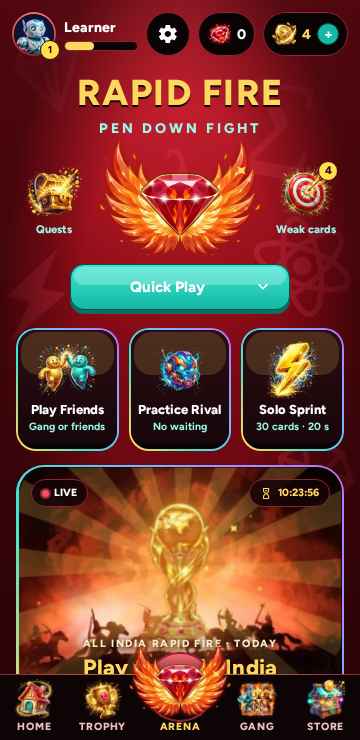 Learner
1
0
4
+
RAPID FIRE
PEN DOWN FIGHT
4
Quests
Weak cards
Quick Play
Play Friends
Gang or friends
Practice Rival
No waiting
Solo Sprint
30 cards · 20 s
LIVE
10:23:56
ALL INDIA RAPID FIRE · TODAY
Play
India
HOME
TROPHY
ARENA
GANG
STORE